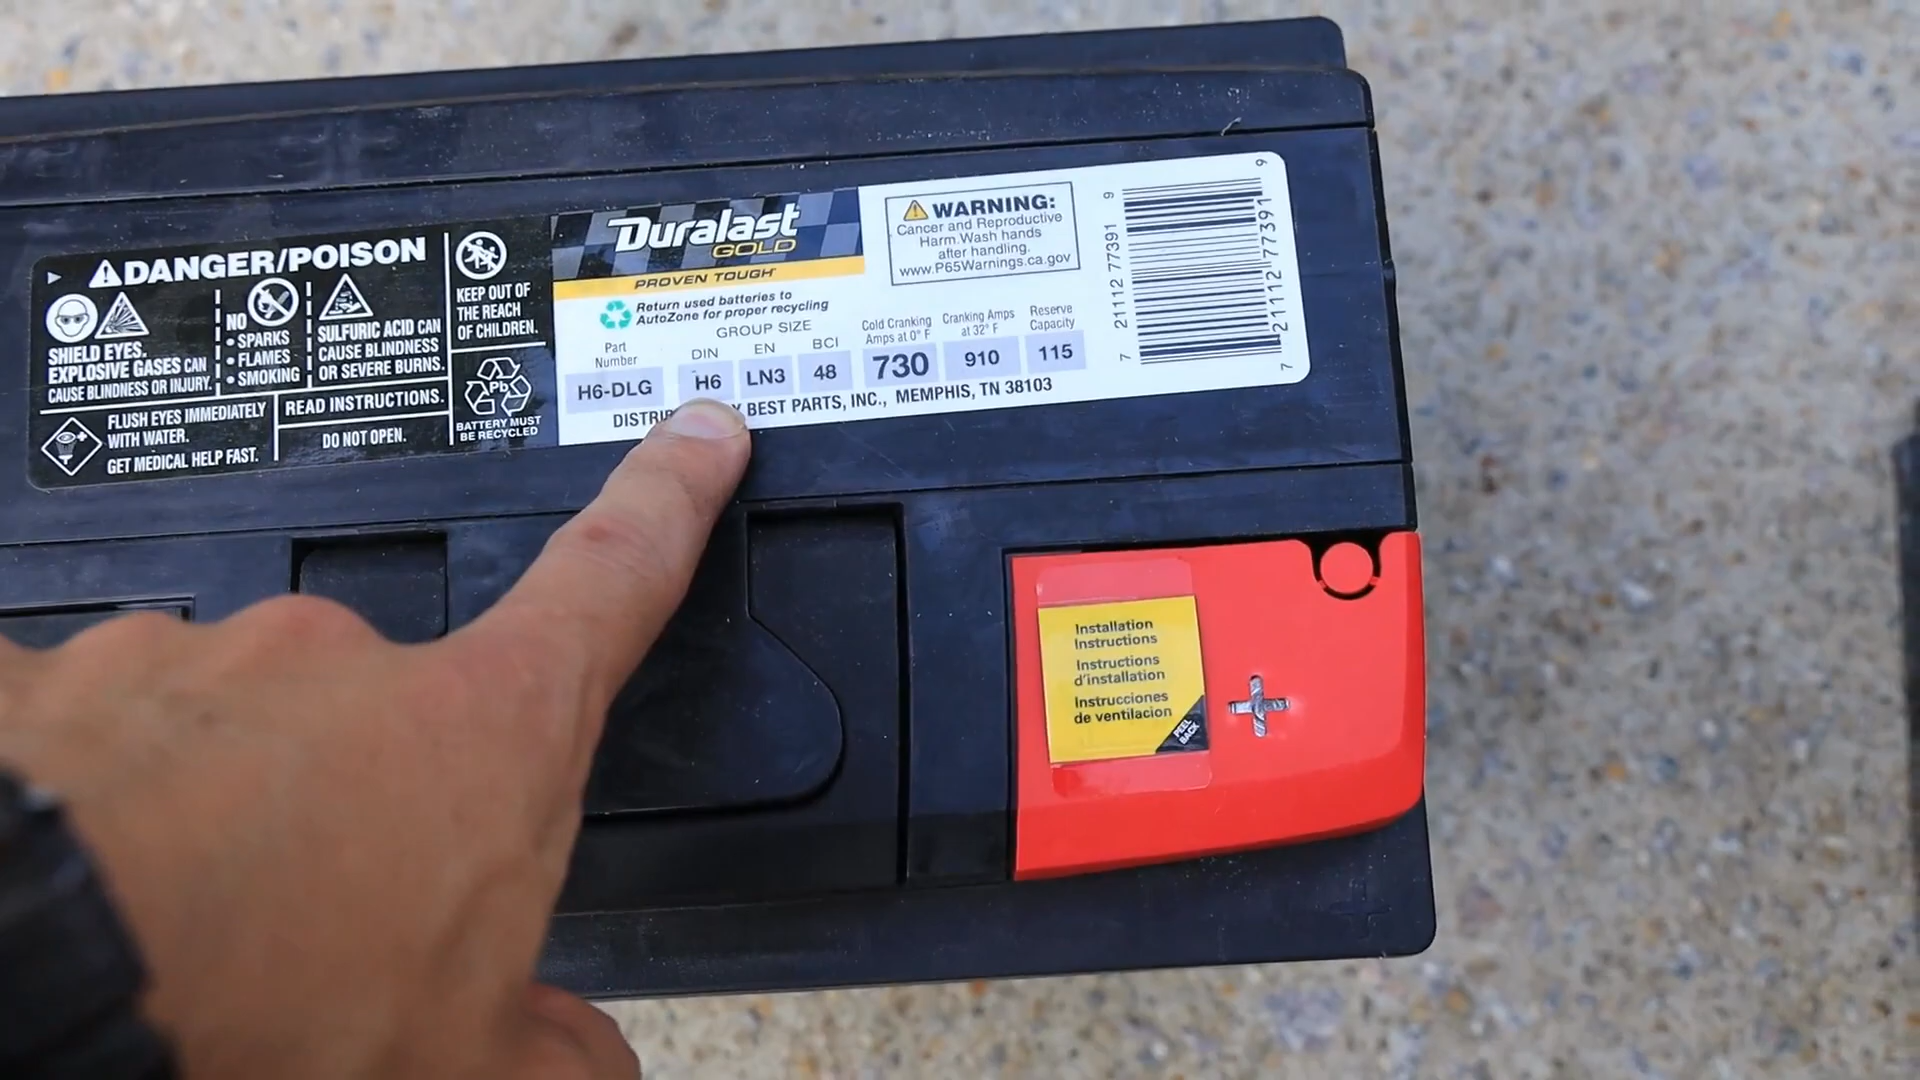 DANGER/POISON
SHIELD EYES.
EXPLOSIVE GASES CAN
CAUSE BLINDNESS OR INJURY.
NO
• SPARKS
• FLAMES
• SMOKING
SULFURIC ACID CAN
CAUSE BLINDNESS
OR SEVERE BURNS.
FLUSH EYES IMMEDIATELY
WITH WATER.
GET MEDICAL HELP FAST.
READ INSTRUCTIONS.
DO NOT OPEN.
KEEP OUT OF
THE REACH
OF CHILDREN.
Pb
BATTERY MUST
BE RECYCLED
Duralast
GOLD
PROVEN TOUGH
Return used batteries to
AutoZone for proper recycling
GROUP SIZE
Part
Number
DIN
EN
BCI
Cold Cranking
Amps at 0° F
Cranking Amps
at 32° F
Reserve
Capacity
H6-DLG
H6
LN3
48
730
910
115
BEST PARTS, INC., MEMPHIS, TN 38103
WARNING:
Cancer and Reproductive
Harm.Wash hands
after handling.
www.P65Warnings.ca.gov
7 21112 77391 9
7 21112 77391 9
Installation
Instructions
Instructions
d'installation
Instrucciones
de ventilacion
PEEL
BACK
+
+